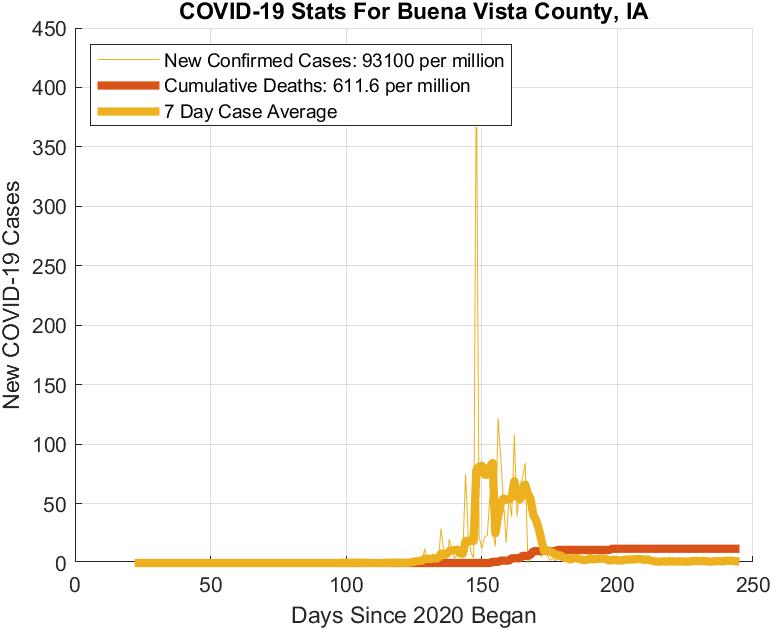 COVID-19 Stats For Buena Vista County, IA
450
400
350
300
250
200
150
100
50
0
New COVID-19 Cases
New Confirmed Cases: 93100 per million
Cumulative Deaths: 611.6 per million
7 Day Case Average
0 50 100 150 200 250
Days Since 2020 Began